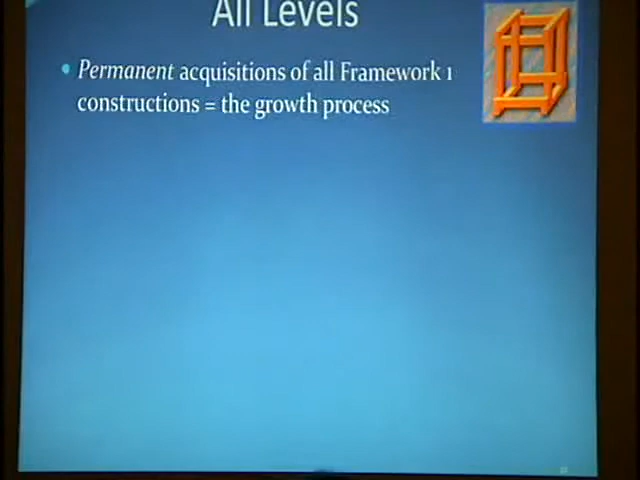 All Levels
Permanent acquisitions of all Framework 1
constructions = the growth process